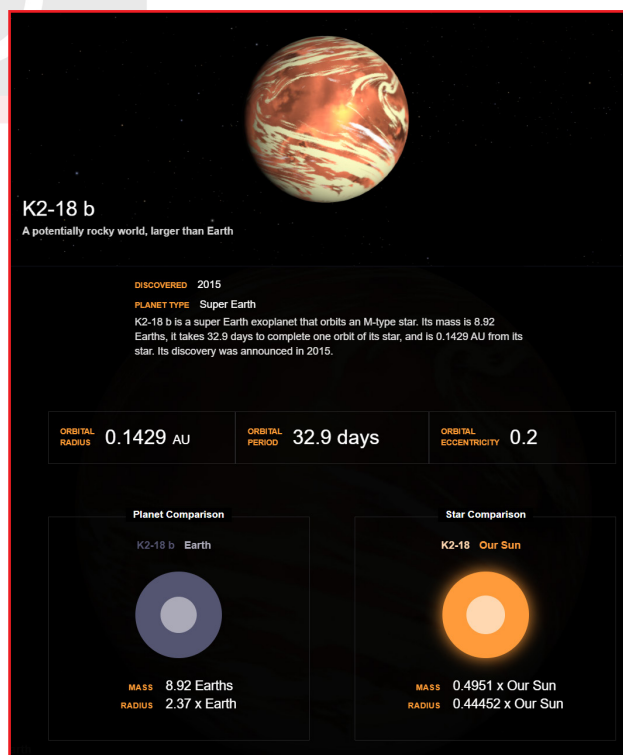 K2-18 b
A potentially rocky world, larger than Earth
DISCOVERED 2015
PLANET TYPE Super Earth
K2-18 b is a super Earth exoplanet that orbits an M-type star. Its mass is 8.92
Earths, it takes 32.9 days to complete one orbit of its star, and is 0.1429 AU from its
star. Its discovery was announced in 2015.
ORBITAL RADIUS 0.1429 AU
ORBITAL PERIOD 32.9 days
ORBITAL ECCENTRICITY 0.2
Planet Comparison
K2-18 b Earth
MASS 8.92 Earths
RADIUS 2.37 x Earth
Star Comparison
K2-18 Our Sun
MASS 0.4951 x Our Sun
RADIUS 0.44452 x Our Sun